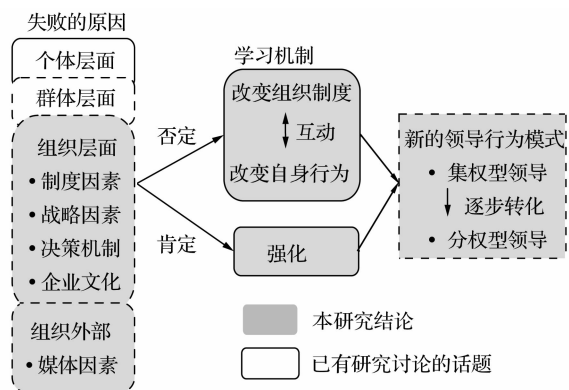 失败的原因
个体层面
群体层面
组织层面
•制度因素
•战略因素
•决策机制
•企业文化
组织外部
•媒体因素
否定
肯定
学习机制
改变组织制度
互动
改变自身行为
强化
新的领导行为模式
• 集权型领导
逐步转化
• 分权型领导
本研究结论
已有研究讨论的话题